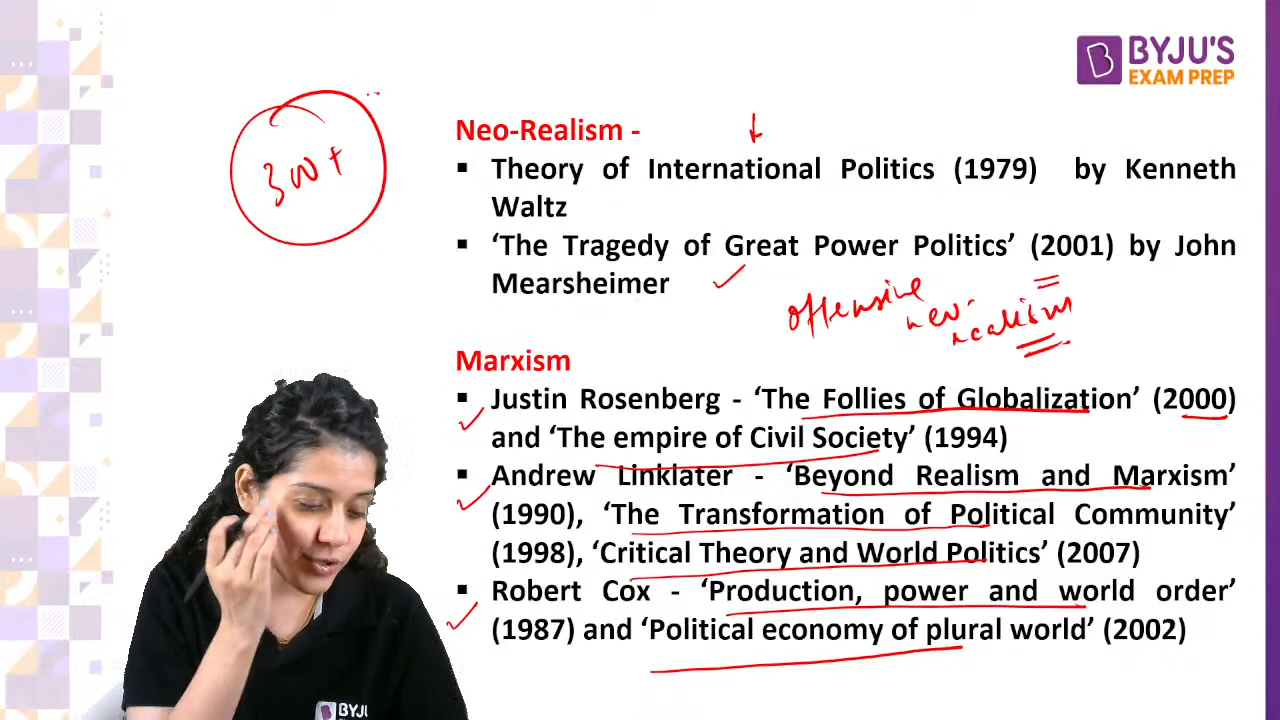 BYJU'S
EXAM PREP
300+
Neo-Realism -
▪ Theory of International Politics (1979) by Kenneth
Waltz
▪ ‘The Tragedy of Great Power Politics’ (2001) by John
Mearsheimer
offensive
neo-
realism
Marxism
▪ Justin Rosenberg - ‘The Follies of Globalization’ (2000)
and ‘The empire of Civil Society’ (1994)
▪ Andrew Linklater - ‘Beyond Realism and Marxism’
(1990), ‘The Transformation of Political Community’
(1998), ‘Critical Theory and World Politics’ (2007)
▪ Robert Cox - ‘Production, power and world order’
(1987) and ‘Political economy of plural world’ (2002)
BYJU